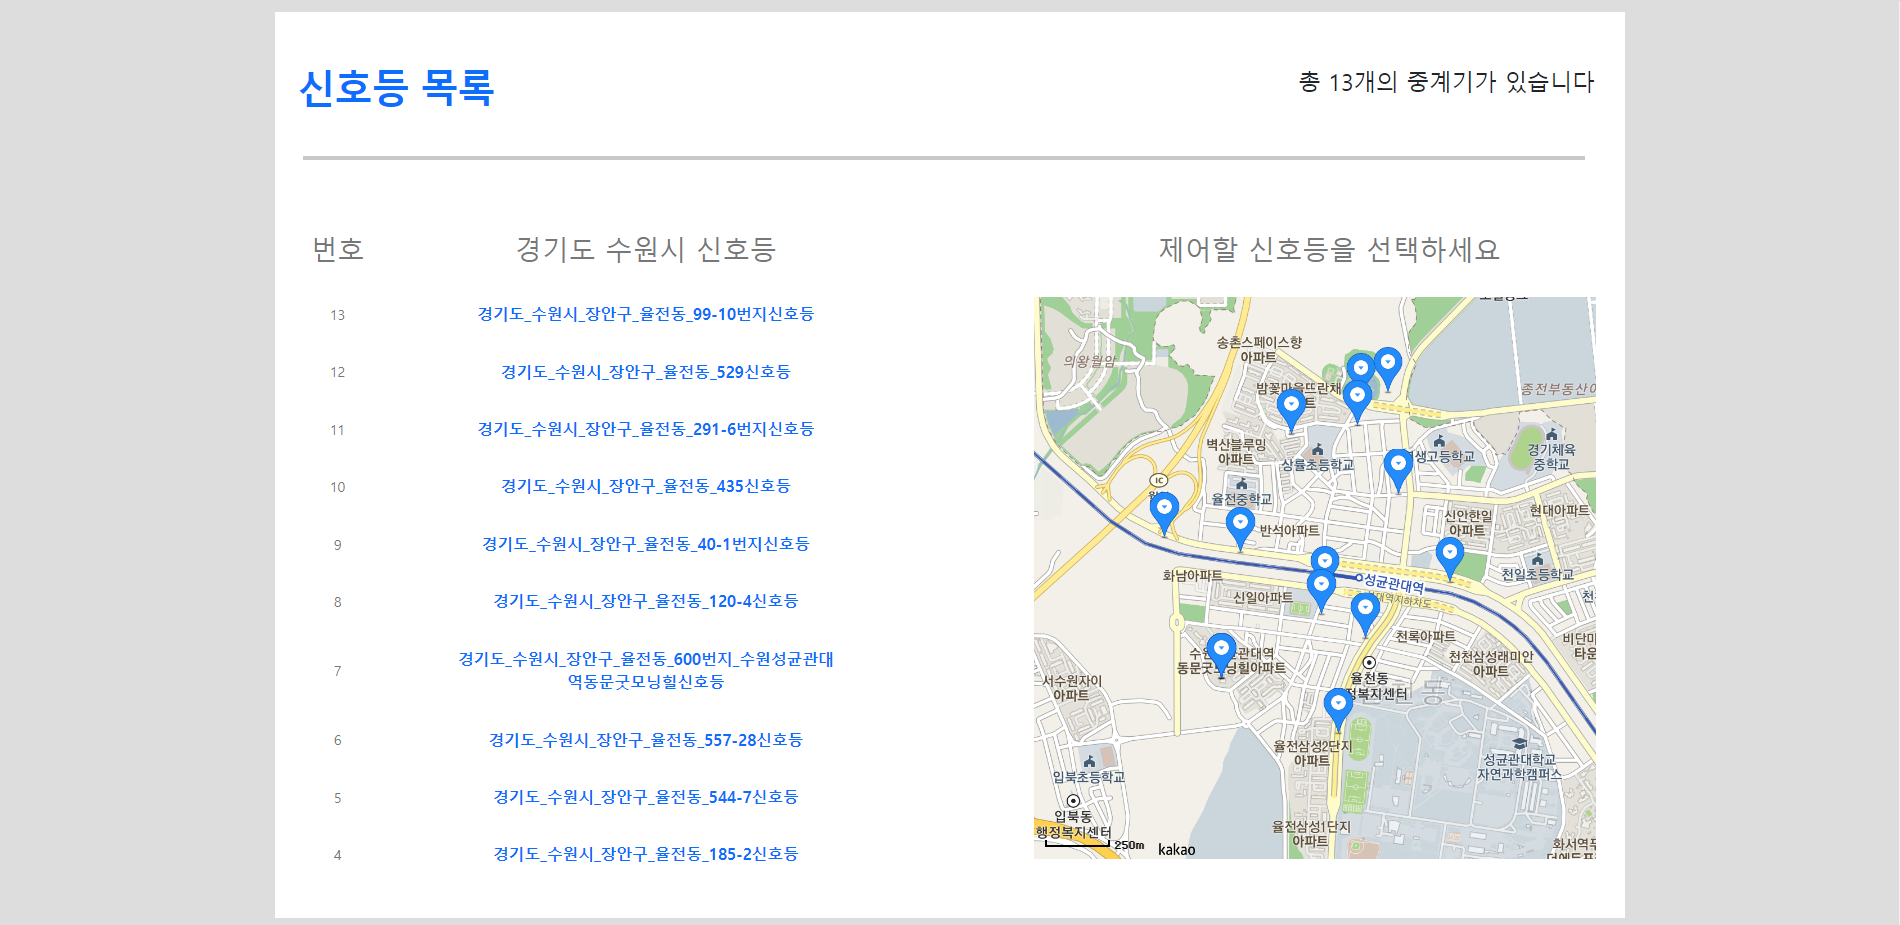 신호등 목록
총 13개의 중계기가 있습니다
번호
경기도 수원시 신호등
제어할 신호등을 선택하세요
13
경기도_수원시_장안구_율전동_99-10번지신호등
12
경기도_수원시_장안구_율전동_529신호등
11
경기도_수원시_장안구_율전동_291-6번지신호등
10
경기도_수원시_장안구_율전동_435신호등
9
경기도_수원시_장안구_율전동_40-1번지신호등
8
경기도_수원시_장안구_율전동_120-4신호등
7
경기도_수원시_장안구_율전동_600번지_수원성균관대
역동문굿모닝힐신호등
6
경기도_수원시_장안구_율전동_557-28신호등
5
경기도_수원시_장안구_율전동_544-7신호등
4
경기도_수원시_장안구_율전동_185-2신호등
송촌스페이스향
아파트
의왕월암
밤꽃마을뜨란채
종전부동산
벽산블루밍
아파트
상률초등학교
생고등학교
경기체육
중학교
IC
율전중학교
반석아파트
신안한일
아파트
현대아파트
화남아파트
성균관대역
천일초등학교
신일아파트
대역지하차도
천록아파트
비단마
타운
수원 균관대역
동문굿모닝힐아파트
천천삼성래미안
아파트
서수원자이
아파트
율천동
정복지센터
율전삼성2단지
아파트
성균관대학교
자연과학캠퍼스
입북초등학교
입북동
행정복지센터
율전삼성1단지
아파트
화서역푸
250m
kakao